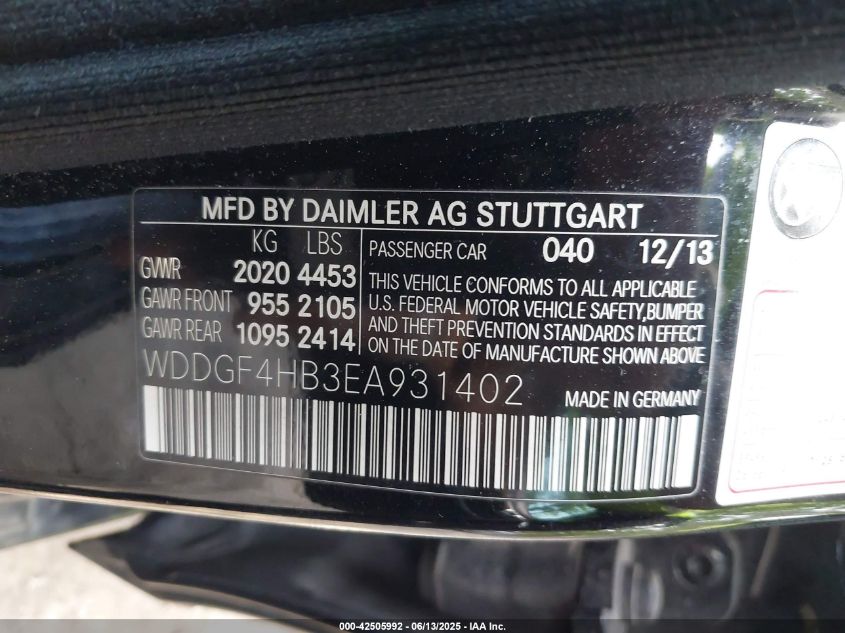 MFD BY DAIMLER AG STUTTGART
KG LBS
GVWR 2020 4453
GAWR FRONT 955 2105
GAWR REAR 1095 2414
PASSENGER CAR 040 12/13
THIS VEHICLE CONFORMS TO ALL APPLICABLE
U.S. FEDERAL MOTOR VEHICLE SAFETY,BUMPER
AND THEFT PREVENTION STANDARDS IN EFFECT
ON THE DATE OF MANUFACTURE SHOWN ABOVE
WDDGF4HB3EA931402
MADE IN GERMANY
000-42505992 - 06/13/2025 - IAA Inc.